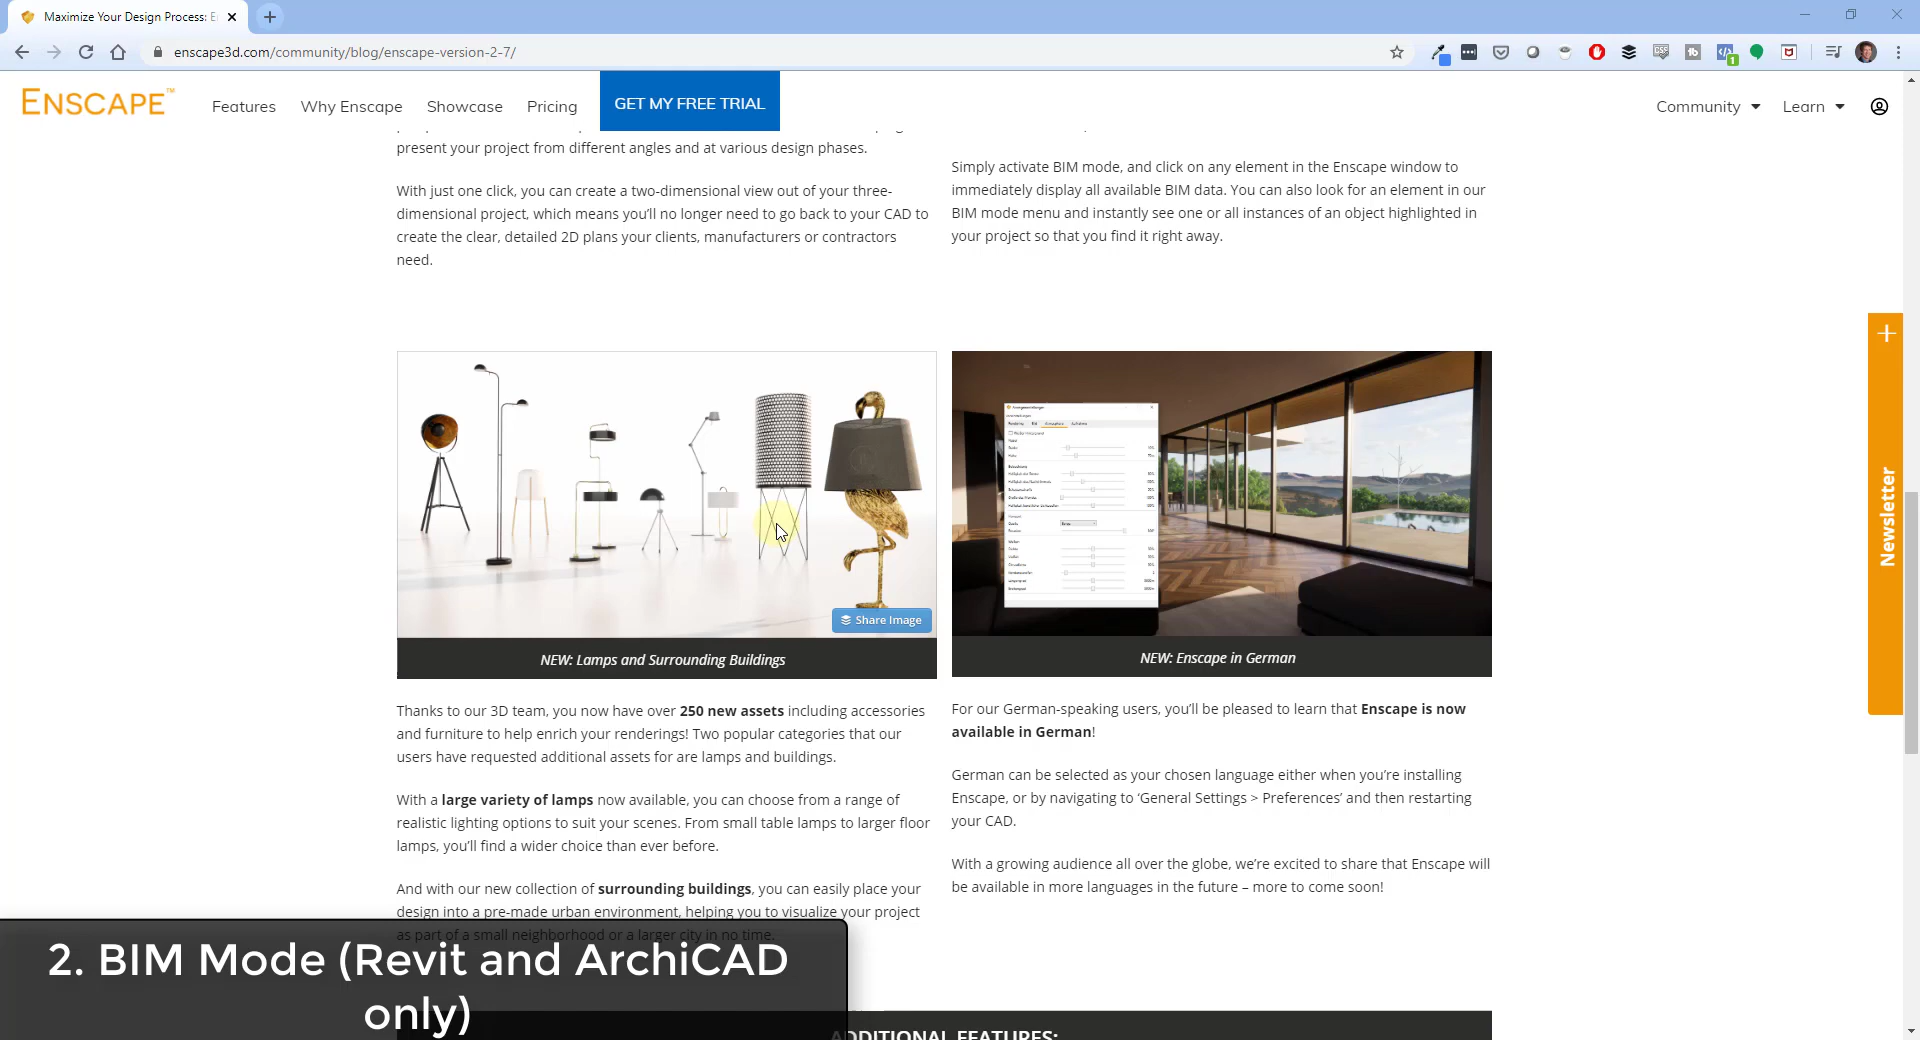 Maximize Your Design Process: E
enscape3d.com/community/blog/enscape-version-2-7/
ENSCAPE™
Features
Why Enscape
Showcase
Pricing
GET MY FREE TRIAL
Community
Learn
present your project from different angles and at various design phases.
With just one click, you can create a two-dimensional view out of your three-
dimensional project, which means you'll no longer need to go back to your CAD to
create the clear, detailed 2D plans your clients, manufacturers or contractors
need.
Simply activate BIM mode, and click on any element in the Enscape window to
immediately display all available BIM data. You can also look for an element in our
BIM mode menu and instantly see one or all instances of an object highlighted in
your project so that you find it right away.
Share Image
NEW: Lamps and Surrounding Buildings
NEW: Enscape in German
Thanks to our 3D team, you now have over 250 new assets including accessories
and furniture to help enrich your renderings! Two popular categories that our
users have requested additional assets for are lamps and buildings.
With a large variety of lamps now available, you can choose from a range of
realistic lighting options to suit your scenes. From small table lamps to larger floor
lamps, you'll find a wider choice than ever before.
And with our new collection of surrounding buildings, you can easily place your
design into a pre-made urban environment, helping you to visualize your project
as part of a small neighborhood or a larger city in no time.
For our German-speaking users, you'll be pleased to learn that Enscape is now
available in German!
German can be selected as your chosen language either when you're installing
Enscape, or by navigating to ‘General Settings > Preferences’ and then restarting
your CAD.
With a growing audience all over the globe, we're excited to share that Enscape will
be available in more languages in the future – more to come soon!
Newsletter
2. BIM Mode (Revit and ArchiCAD
only)
ADDITIONAL FEATURES: